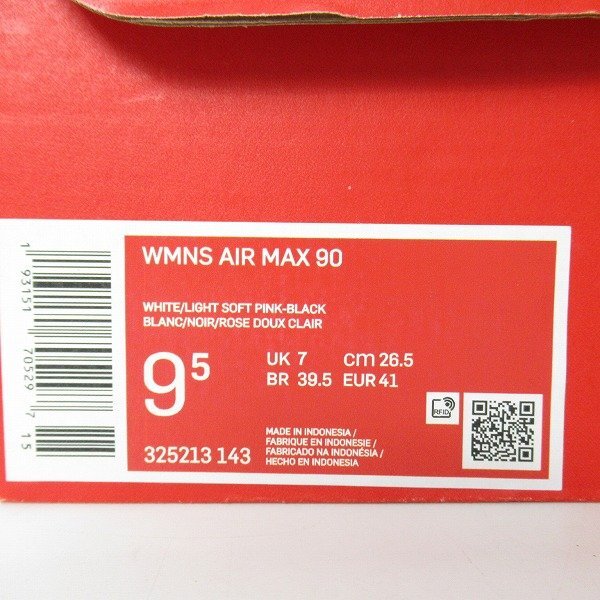 WMNS AIR MAX 90
WHITE/LIGHT SOFT PINK-BLACK
BLANC/NOIR/ROSE DOUX CLAIR
9 5
UK 7 cm 26.5
BR 39.5 EUR 41
325213 143
MADE IN INDONESIA/
FABRIQUE EN INDONESIE/
FABRICADO NA INDONÉSIA/
HECHO EN INDONESIA
RFID
1 93151 70529 7 15